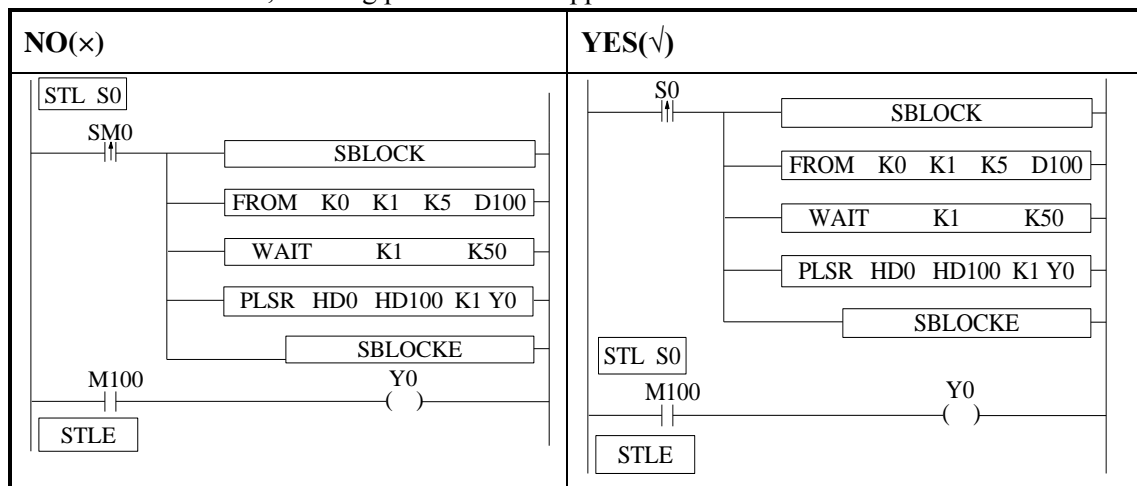 NO(×)
YES(√)
STL S0
SM0
SBLOCK
FROM K0 K1 K5 D100
WAIT K1 K50
PLSR HD0 HD100 K1 Y0
SBLOCKE
M100 Y0
STLE
S0
SBLOCK
FROM K0 K1 K5 D100
WAIT K1 K50
PLSR HD0 HD100 K1 Y0
SBLOCKE
STL S0
M100 Y0
STLE